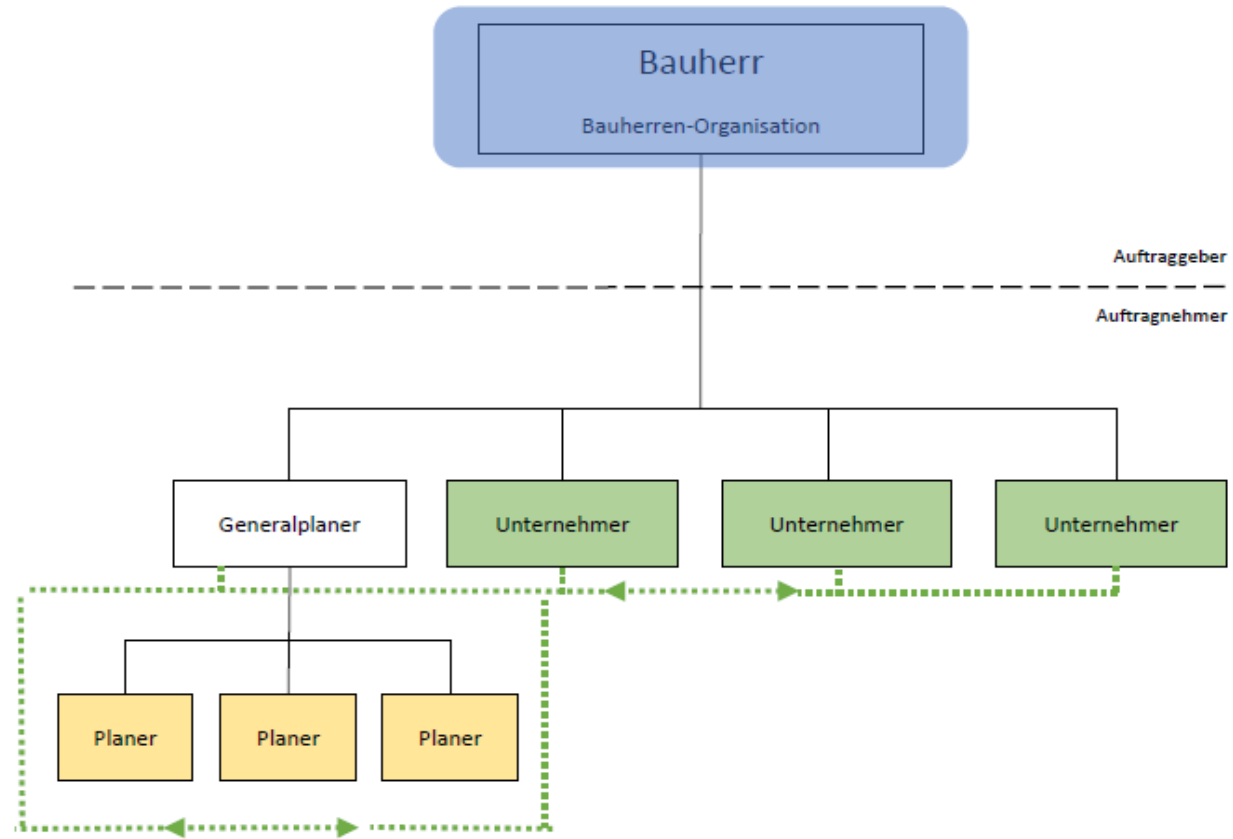 Bauherr
Bauherren-Organisation
Auftraggeber
Auftragnehmer
Generalplaner
Unternehmer
Unternehmer
Unternehmer
Planer
Planer
Planer